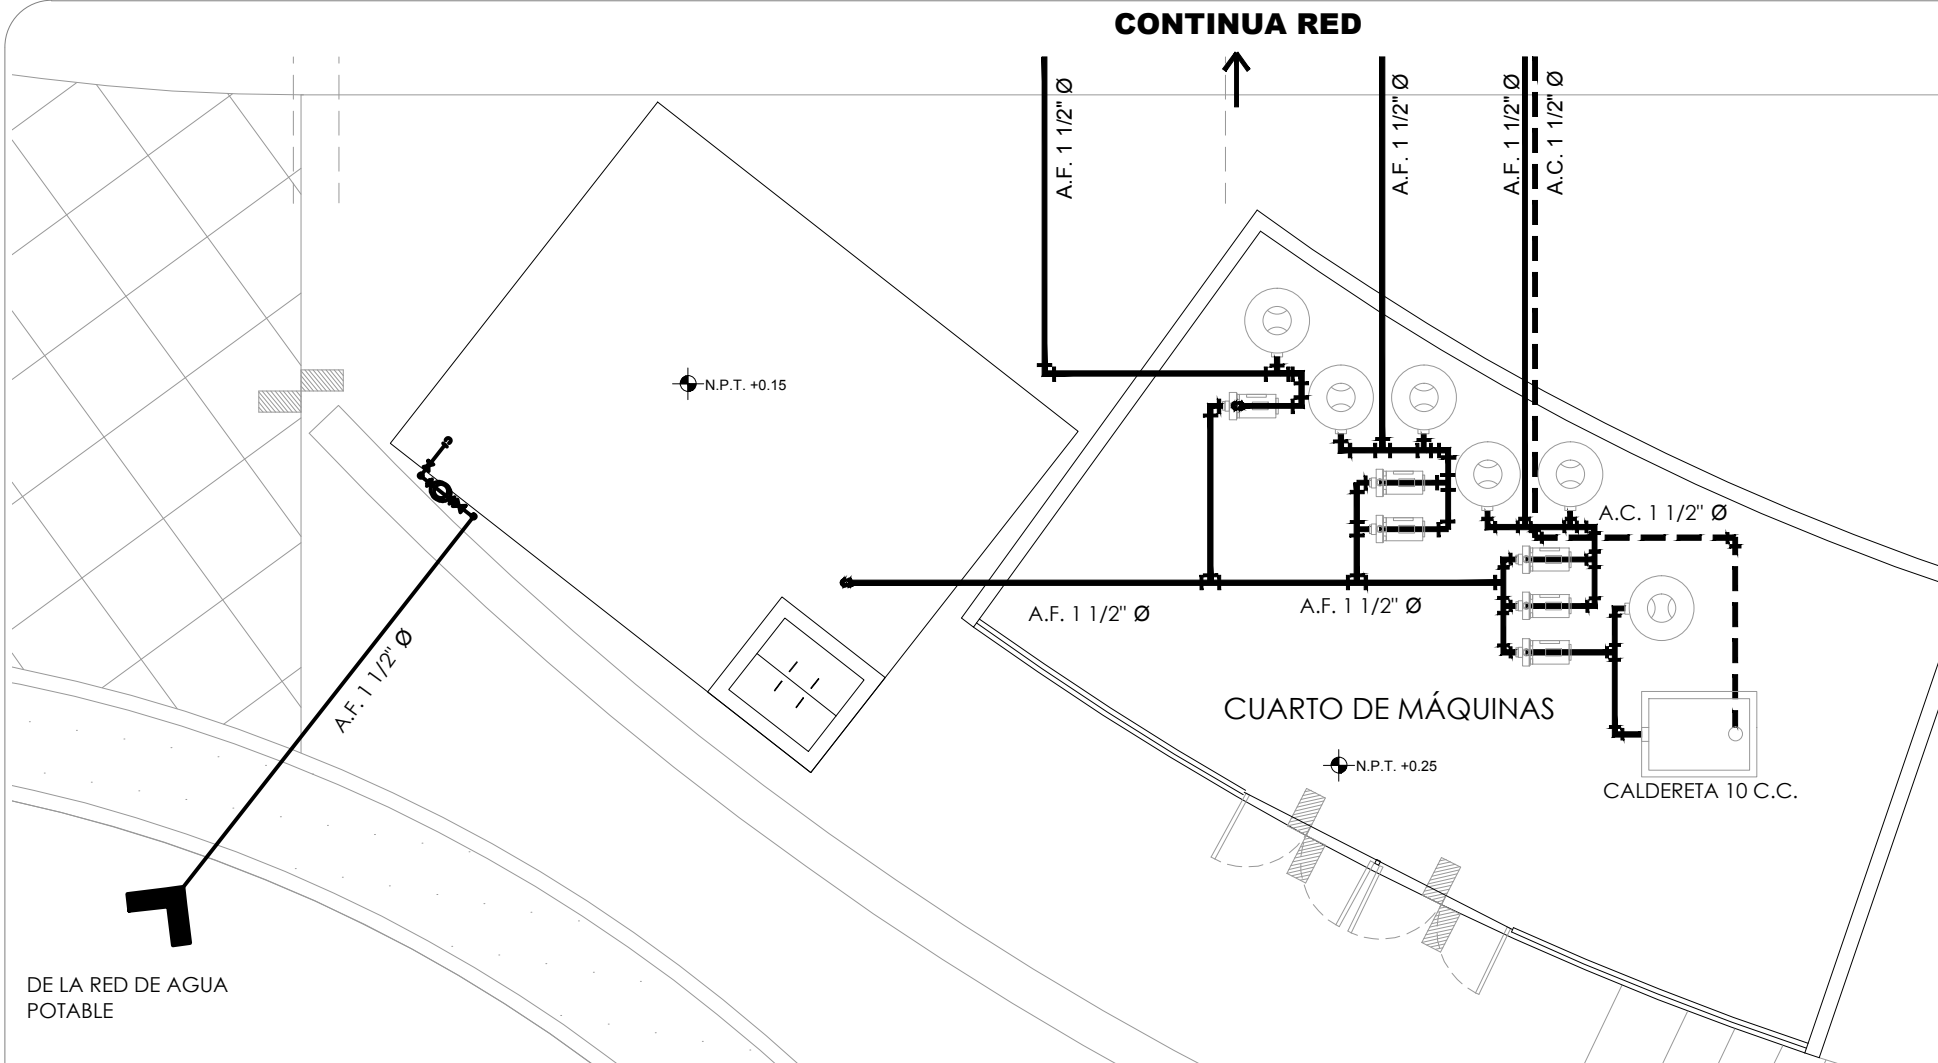 CONTINUA RED
A.F. 1 1/2" Ø
A.F. 1 1/2" Ø
A.F. 1 1/2" Ø
A.C. 1 1/2" Ø
N.P.T. +0.15
A.C. 1 1/2" Ø
A.F. 1 1/2" Ø
A.F. 1 1/2" Ø
A.F. 1 1/2" Ø
CUARTO DE MÁQUINAS
N.P.T. +0.25
CALDERETA 10 C.C.
DE LA RED DE AGUA
POTABLE